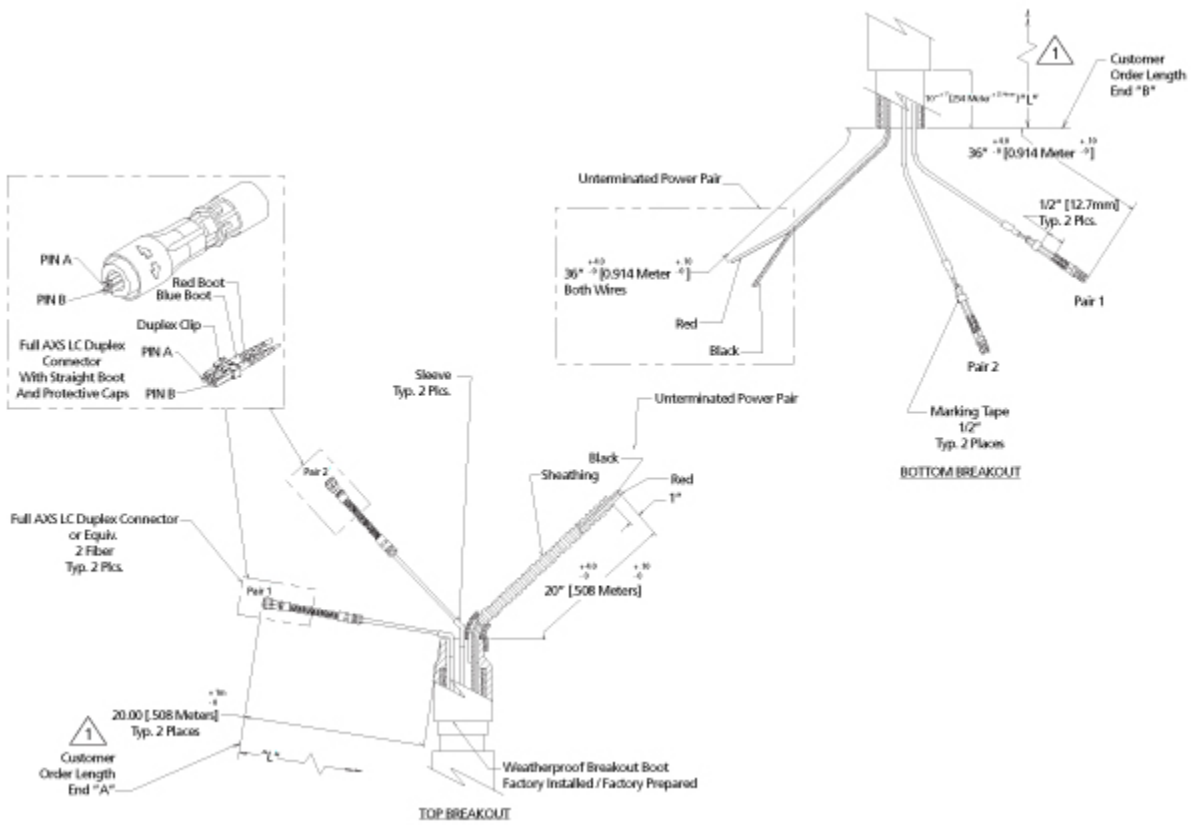 1
Customer
Order Length
End "B"
"L"
36" [0.914 Meter ]
Unterminated Power Pair
1/2" [12.7mm]
Typ. 2 Plcs.
PIN A
PIN B
Red Boot
Blue Boot
Duplex Clip
PIN A
PIN B
Full AXS LC Duplex
Connector
With Straight Boot
And Protective Caps
36" [0.914 Meter ]
Both Wires
Red
Black
Pair 1
Pair 2
Marking Tape
1/2"
Typ. 2 Places
BOTTOM BREAKOUT
Sleeve
Typ. 2 Plcs.
Unterminated Power Pair
Black
Sheathing
Red
1"
Pair 2
Full AXS LC Duplex Connector
or Equiv.
2 Fiber
Typ. 2 Plcs.
Pair 1
20" [.508 Meters]
20.00 [.508 Meters]
Typ. 2 Places
1
Customer
Order Length
End "A"
"L"
Weatherproof Breakout Boot
Factory Installed / Factory Prepared
TOP BREAKOUT